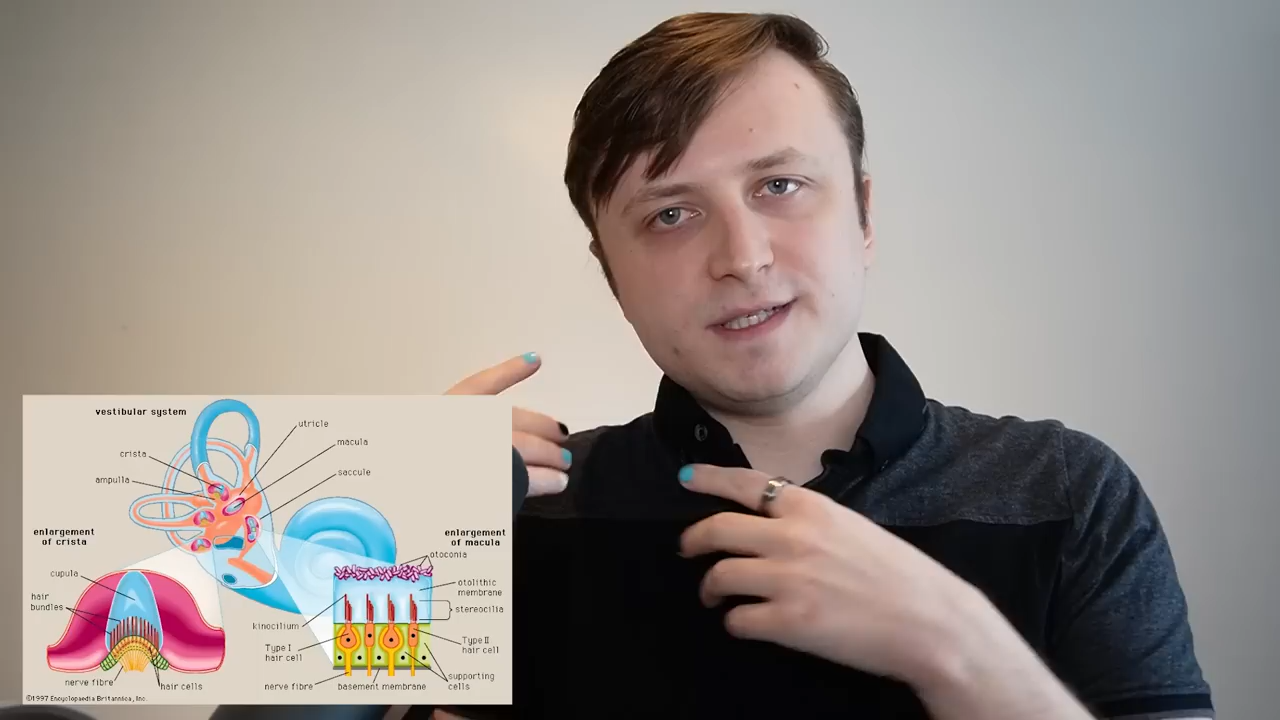 vestibular system
utricle
macula
crista
saccule
ampulla
enlargement
of crista
enlargement
of macula
otoconia
cupula
otolithic
membrane
hair
bundles
stereocilia
kinocilium
Type I
hair cell
Type II
hair cell
supporting
cells
nerve fibre
hair cells
nerve fibre
basement membrane
©1997 Encyclopaedia Britannica, Inc.